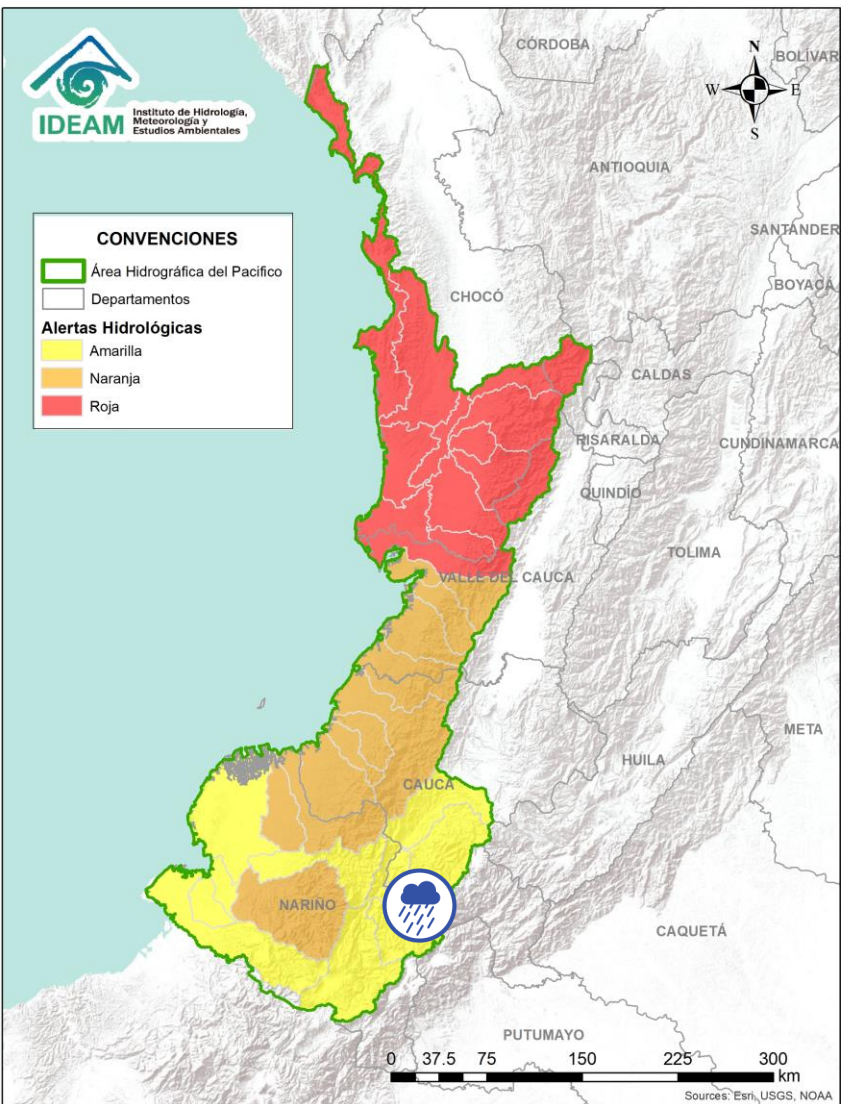 IDEAM
Instituto de Hidrología,
Meteorología y
Estudios Ambientales
CÓRDOBA
N
BOLÍVAR
W
E
S
ANTIOQUIA
SANTANDER
CONVENCIONES
Área Hidrográfica del Pacifico
Departamentos
Alertas Hidrológicas
Amarilla
Naranja
Roja
BOYACÁ
CHOCÓ
CALDAS
RISARALDA
CUNDINAMARCA
QUINDÍO
TOLIMA
VALLE DEL CAUCA
META
HUILA
CAUCA
NARIÑO
CAQUETÁ
PUTUMAYO
0 37.5 75 150 225 300
km
Sources: Esri, USGS, NOAA